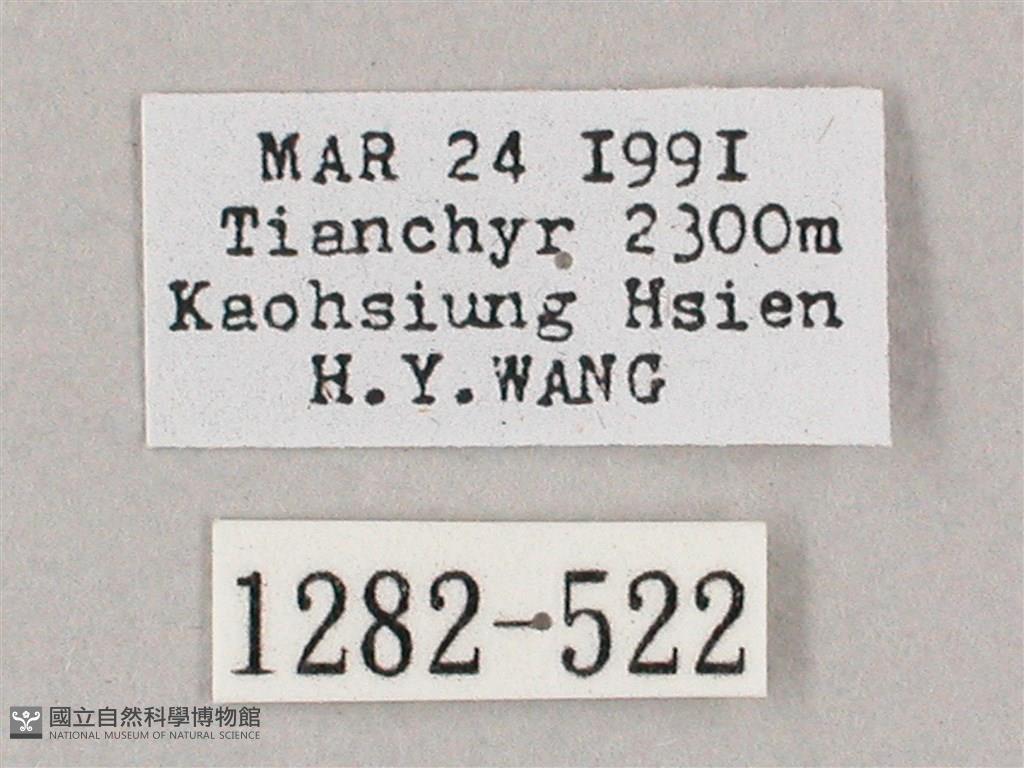 MAR 24 1991
Tianchyr 2300m
Kaohsiung Hsien
H.Y.WANG
1282-522
國立自然科學博物館
NATIONAL MUSEUM OF NATURAL SCIENCE